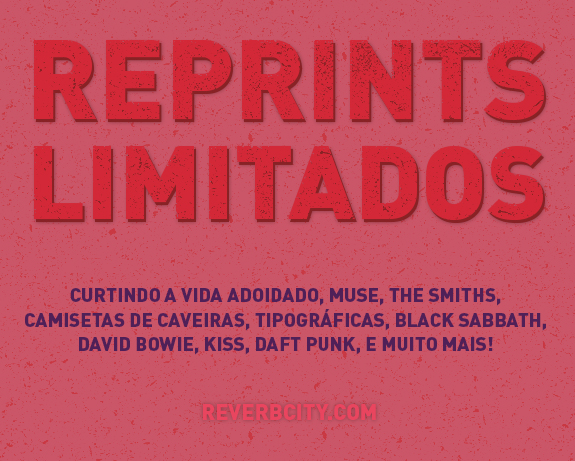 REPRINTS
LIMITADOS
CURTINDO A VIDA ADOIDADO, MUSE, THE SMITHS,
CAMISETAS DE CAVEIRAS, TIPOGRÁFICAS, BLACK SABBATH,
DAVID BOWIE, KISS, DAFT PUNK, E MUITO MAIS!
REVERBCITY.COM